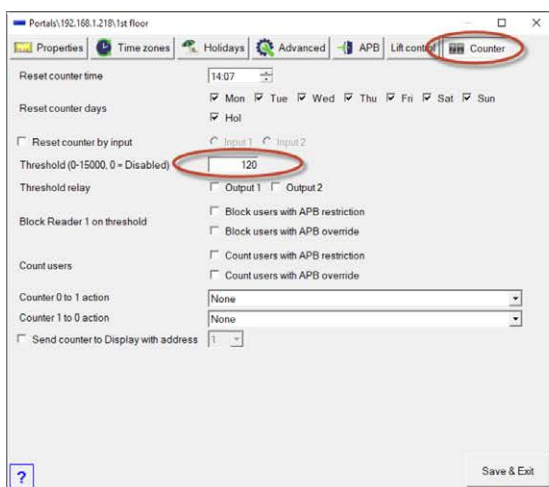 Portals\192.168.1.218\1st floor
Properties Time zones Holidays Advanced APB Lift control Counter
Reset counter time 14:07
Mon Tue Wed Thu Fri Sat Sun
Reset counter days
Hol
Reset counter by input Input 1 Input 2
Threshold (0-15000, 0 = Disabled) 120
Threshold relay Output 1 Output 2
Block users with APB restriction
Block Reader 1 on threshold
Block users with APB override
Count users with APB restriction
Count users
Count users with APB override
Counter 0 to 1 action None
Counter 1 to 0 action None
Send counter to Display with address 1
? Save & Exit